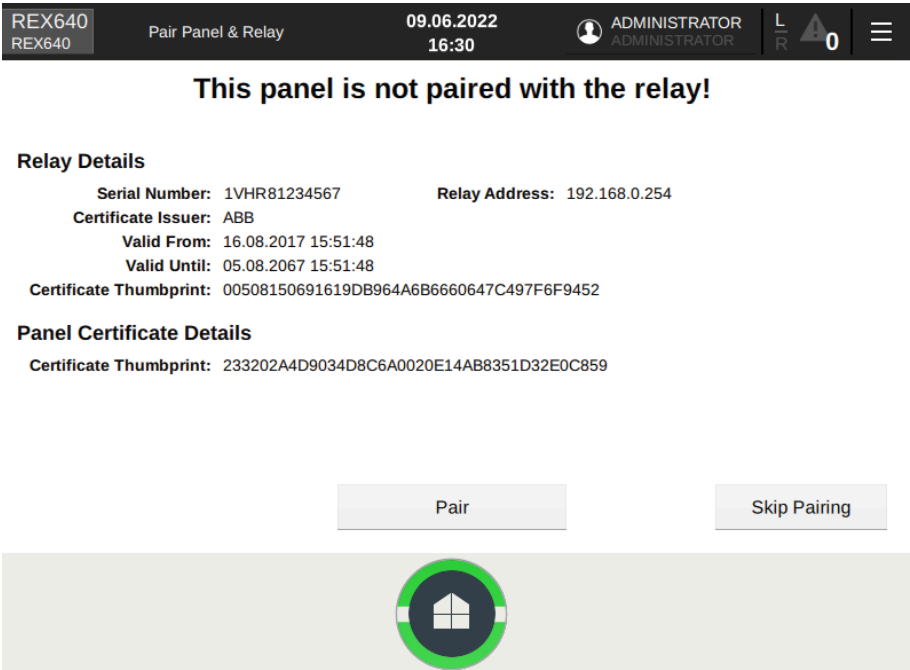 REX640
REX640
Pair Panel & Relay
09.06.2022
16:30
ADMINISTRATOR
ADMINISTRATOR
L
R
0
This panel is not paired with the relay!
Relay Details
Serial Number: 1VHR81234567 Relay Address: 192.168.0.254
Certificate Issuer: ABB
Valid From: 16.08.2017 15:51:48
Valid Until: 05.08.2067 15:51:48
Certificate Thumbprint: 00508150691619DB964A6B6660647C497F6F9452
Panel Certificate Details
Certificate Thumbprint: 233202A4D9034D8C6A0020E14AB8351D32E0C859
Pair Skip Pairing